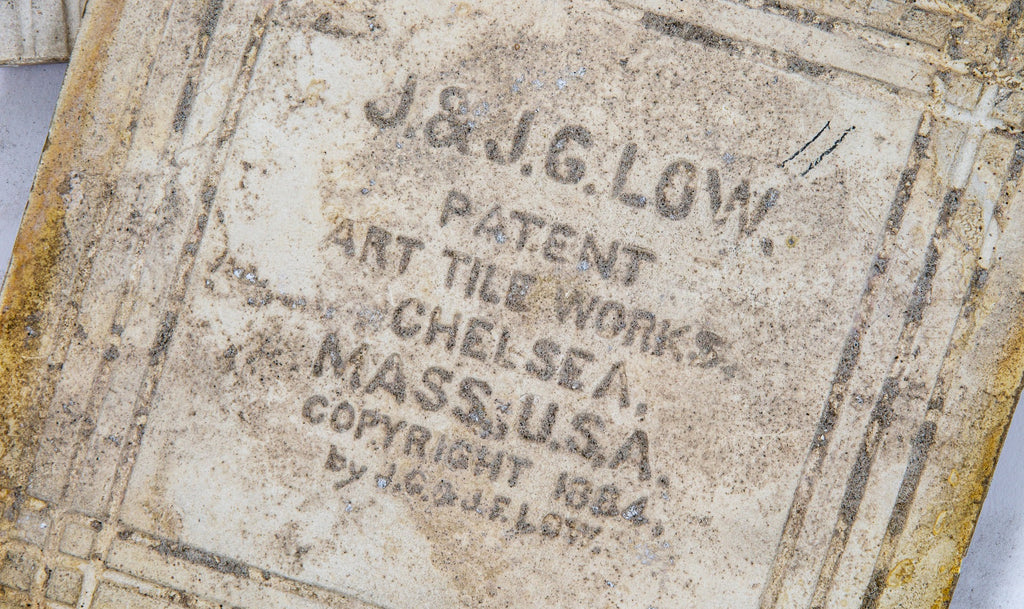 J. & J. G. LOW.
PATENT
ART TILE WORKS.
CHELSEA,
MASS. U.S.A.
COPYRIGHT 1884,
By J. G. & J. F. LOW.